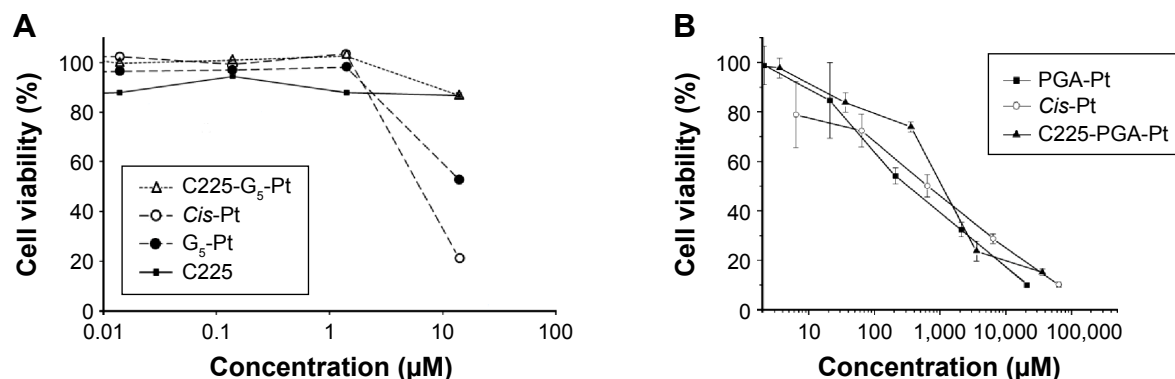 A
Cell viability (%)
100
80
60
40
20
0
0.01
0.1
1
10
100
Concentration (µM)
C225-G₅-Pt
Cis-Pt
G₅-Pt
C225
B
Cell viability (%)
100
80
60
40
20
0
10
100
1,000
10,000
100,000
Concentration (µM)
PGA-Pt
Cis-Pt
C225-PGA-Pt